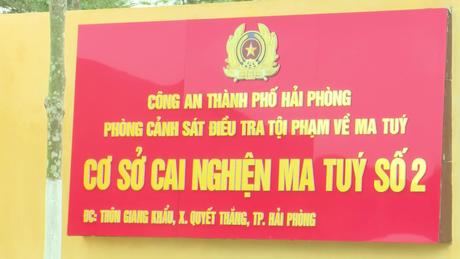 CÔNG AN THÀNH PHỐ HẢI PHÒNG
PHÒNG CẢNH SÁT ĐIỀU TRA TỘI PHẠM VỀ MA TUÝ
CƠ SỞ CAI NGHIỆN MA TUÝ SỐ 2
ĐC: THÔN GIANG KHẨU, X. QUYẾT THẮNG, TP. HẢI PHÒNG